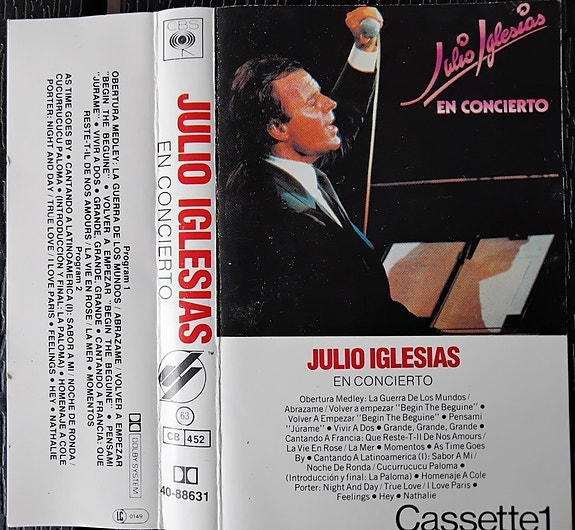 Program 1
OBERTURA MEDLEY: LA GUERRA DE LOS MUNDOS / ABRAZAME / VOLVER A EMPEZAR
"BEGIN THE BEGUINE" • VOLVER A EMPEZAR "BEGIN THE BEGUINE • PENSAMI
"JURAME" • VIVIR A DOS • GRANDE, GRANDE, GRANDE • CANTANDO A FRANCIA: QUE
RESTE-T-IL DE NOS AMOURS / LA VIE EN ROSE / LA MER • MOMENTOS
Program 2
AS TIME GOES BY • CANTANDO A LATINOAMERICA (I): SABOR A MI / NOCHE DE RONDA /
CUCURRUCUCU PALOMA • (INTRODUCCION Y FINAL: LA PALOMA) • HOMENAJE A COLE
PORTER: NIGHT AND DAY / TRUE LOVE / I LOVE PARIS • FEELINGS • HEY • NATHALIE
DOLBY SYSTEM
LC 0149
CBS
JULIO IGLESIAS
EN CONCIERTO
TM
63
CB 452
40-88631
Julio Iglesias
EN CONCIERTO
JULIO IGLESIAS
EN CONCIERTO
Obertura Medley: La Guerra De Los Mundos /
Abrazame / Volver a empezar "Begin The Beguine" •
Volver A Empezar "Begin The Beguine" • Pensami
"Júrame" • Vivir A Dos • Grande, Grande, Grande •
Cantando A Francia: Que Reste-T-Il De Nos Amours /
La Vie En Rose / La Mer • Momentos • As Time Goes
By • Cantando A Latinoamerica (I): Sabor A Mi /
Noche De Ronda / Cucurrucucu Paloma •
(Introducción y final: La Paloma) • Homenaje A Cole
Porter: Night And Day / True Love / I Love Paris •
Feelings • Hey • Nathalie
Cassette1